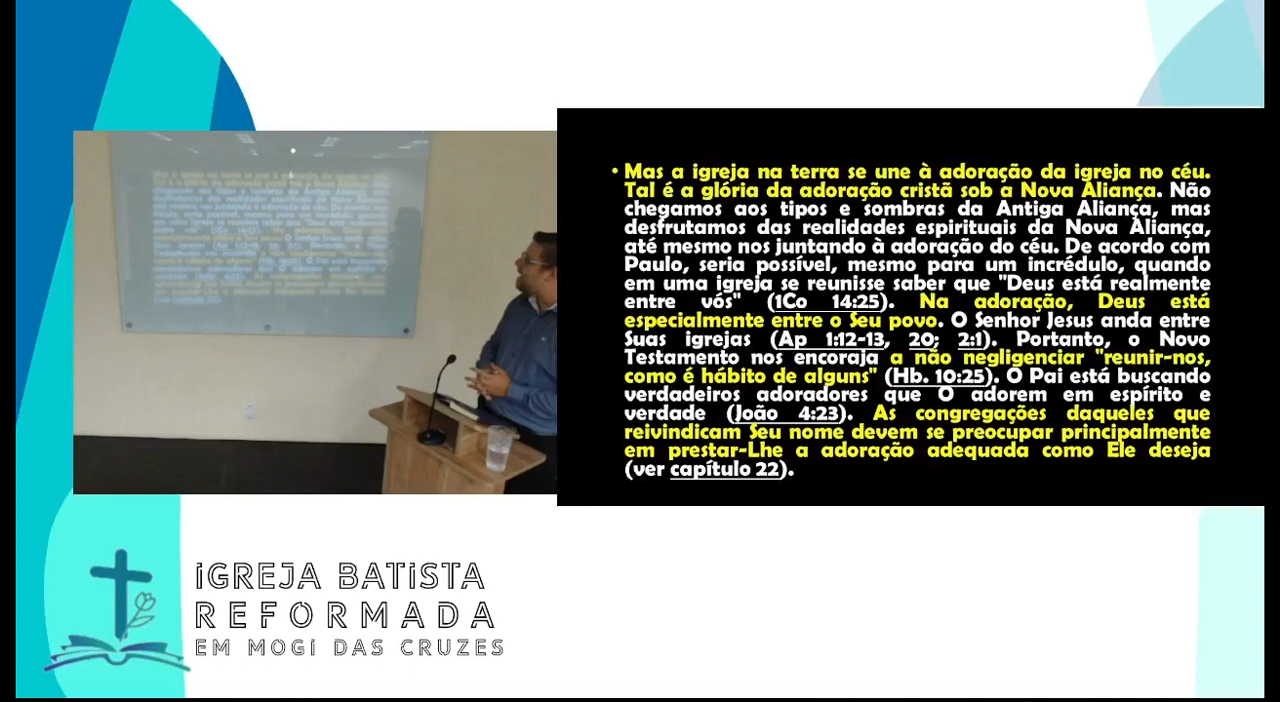 • Mas a igreja na terra se une à adoração da igreja no céu.
Tal é a glória da adoração cristã sob a Nova Aliança. Não
chegamos aos tipos e sombras da Antiga Aliança, mas
desfrutamos das realidades espirituais da Nova Aliança,
até mesmo nos juntando à adoração do céu. De acordo com
Paulo, seria possível, mesmo para um incrédulo, quando
em uma igreja se reunisse saber que "Deus está realmente
entre vós" (1Co 14:25). Na adoração, Deus está
especialmente entre o Seu povo. O Senhor Jesus anda entre
Suas igrejas (Ap 1:12-13, 20; 2:1). Portanto, o Novo
Testamento nos encoraja a não negligenciar "reunir-nos,
como é hábito de alguns" (Hb. 10:25). O Pai está buscando
verdadeiros adoradores que O adorem em espírito e
verdade (João 4:23). As congregações daqueles que
reivindicam Seu nome devem se preocupar principalmente
em prestar-Lhe a adoração adequada como Ele deseja
(ver capítulo 22).
IGREJA BATISTA
REFORMADA
EM MOGI DAS CRUZES